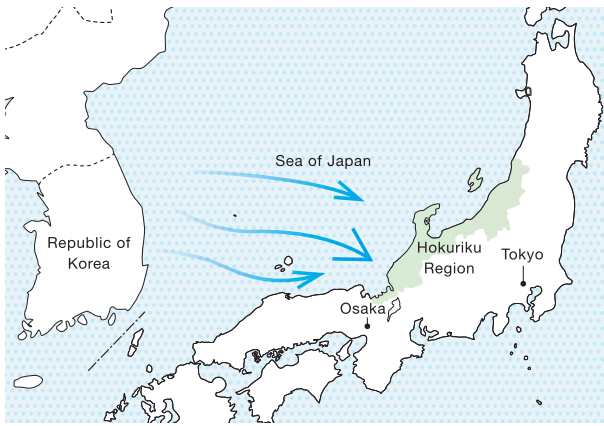 Sea of Japan
Republic of
Korea
Hokuriku
Region
Tokyo
Osaka